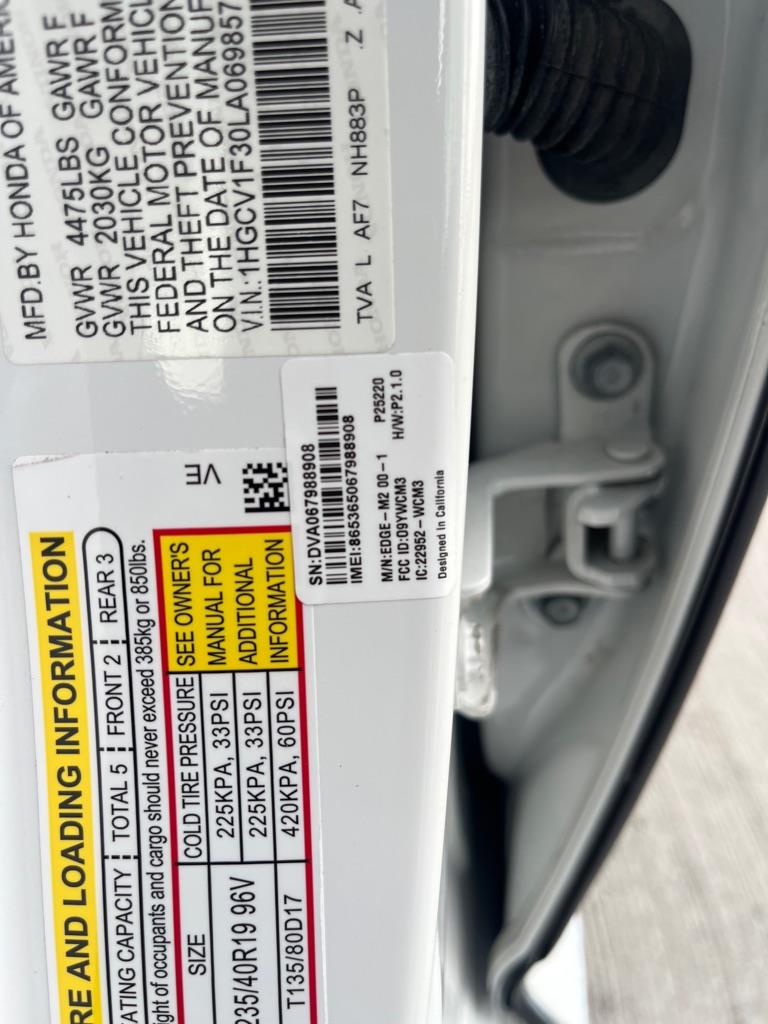 MFD.BY HONDA OF AMERIC
GVWR 4475LBS GAWR F
GVWR 2030KG GAWR F
THIS VEHICLE CONFORM
FEDERAL MOTOR VEHICL
AND THEFT PREVENTION
ON THE DATE OF MANUF
V.I.N.:1HGCV1F30LA069857
TVA L AF7 NH883P .Z .A
SN:DVA067988908
IMEI:865365067988908
M/N:EDGE-M2 00-1 P25220
FCC ID:09YWCM3 H/W:P2.1.0
IC:22952-WCM3
Designed in California
VE
RE AND LOADING INFORMATION
ATING CAPACITY TOTAL 5 FRONT 2 REAR 3
ight of occupants and cargo should never exceed 385kg or 850lbs.
SIZE COLD TIRE PRESSURE SEE OWNER'S
MANUAL FOR
ADDITIONAL
INFORMATION
235/40R19 96V 225KPA, 33PSI
225KPA, 33PSI
T135/80D17 420KPA, 60PSI